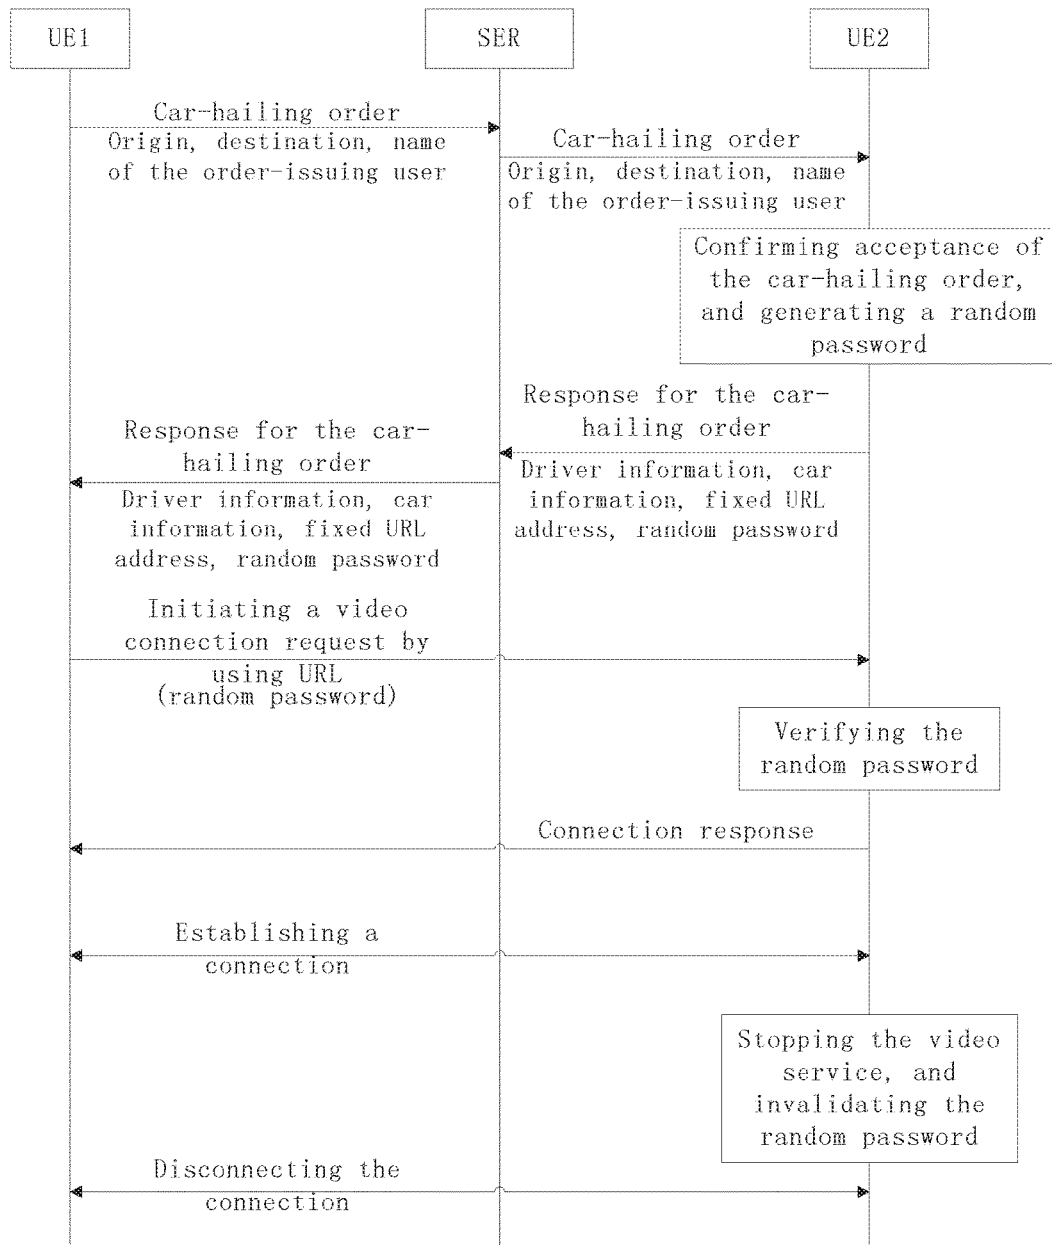 UE1
SER
UE2
Car-hailing order
Origin, destination, name
of the order-issuing user
Car-hailing order
Origin, destination, name
of the order-issuing user
Confirming acceptance of
the car-hailing order,
and generating a random
password
Response for the car-
hailing order
Driver information, car
information, fixed URL
address, random password
Response for the car-
hailing order
Driver information, car
information, fixed URL
address, random password
Initiating a video
connection request by
using URL
(random password)
Verifying the
random password
Connection response
Establishing a
connection
Stopping the video
service, and
invalidating the
random password
Disconnecting the
connection